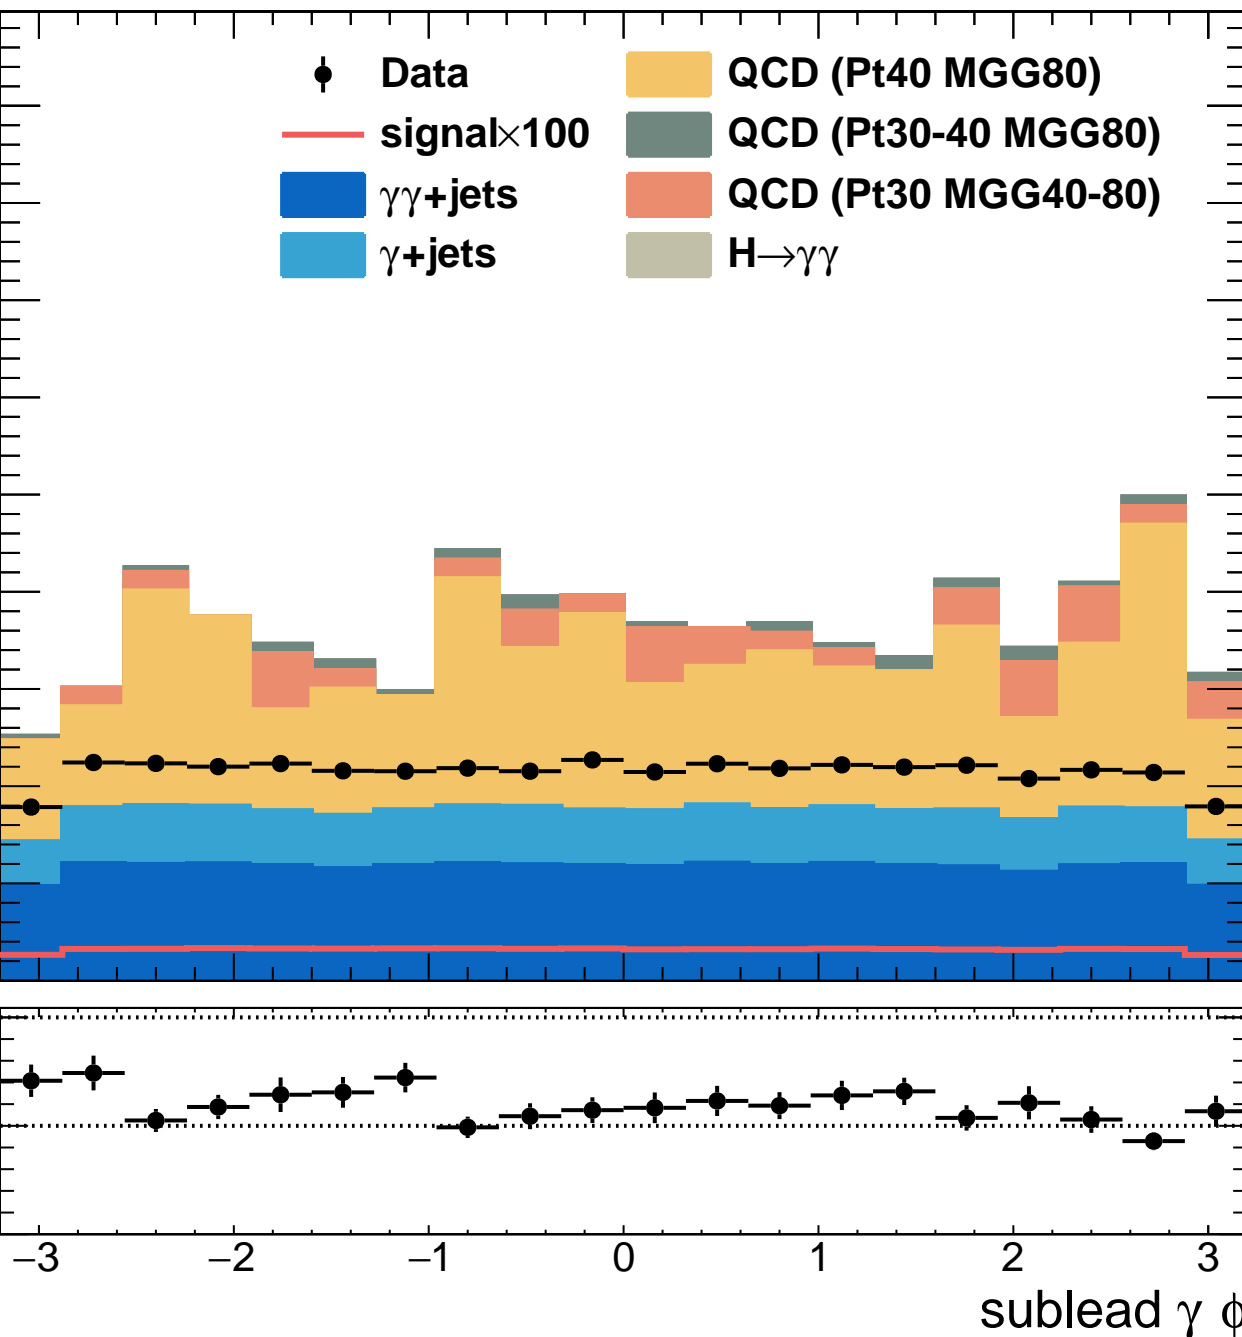 Data
signal×100
γγ+jets
γ+jets
QCD (Pt40 MGG80)
QCD (Pt30-40 MGG80)
QCD (Pt30 MGG40-80)
H→γγ
−3 −2 −1 0 1 2 3
sublead γ ϕ